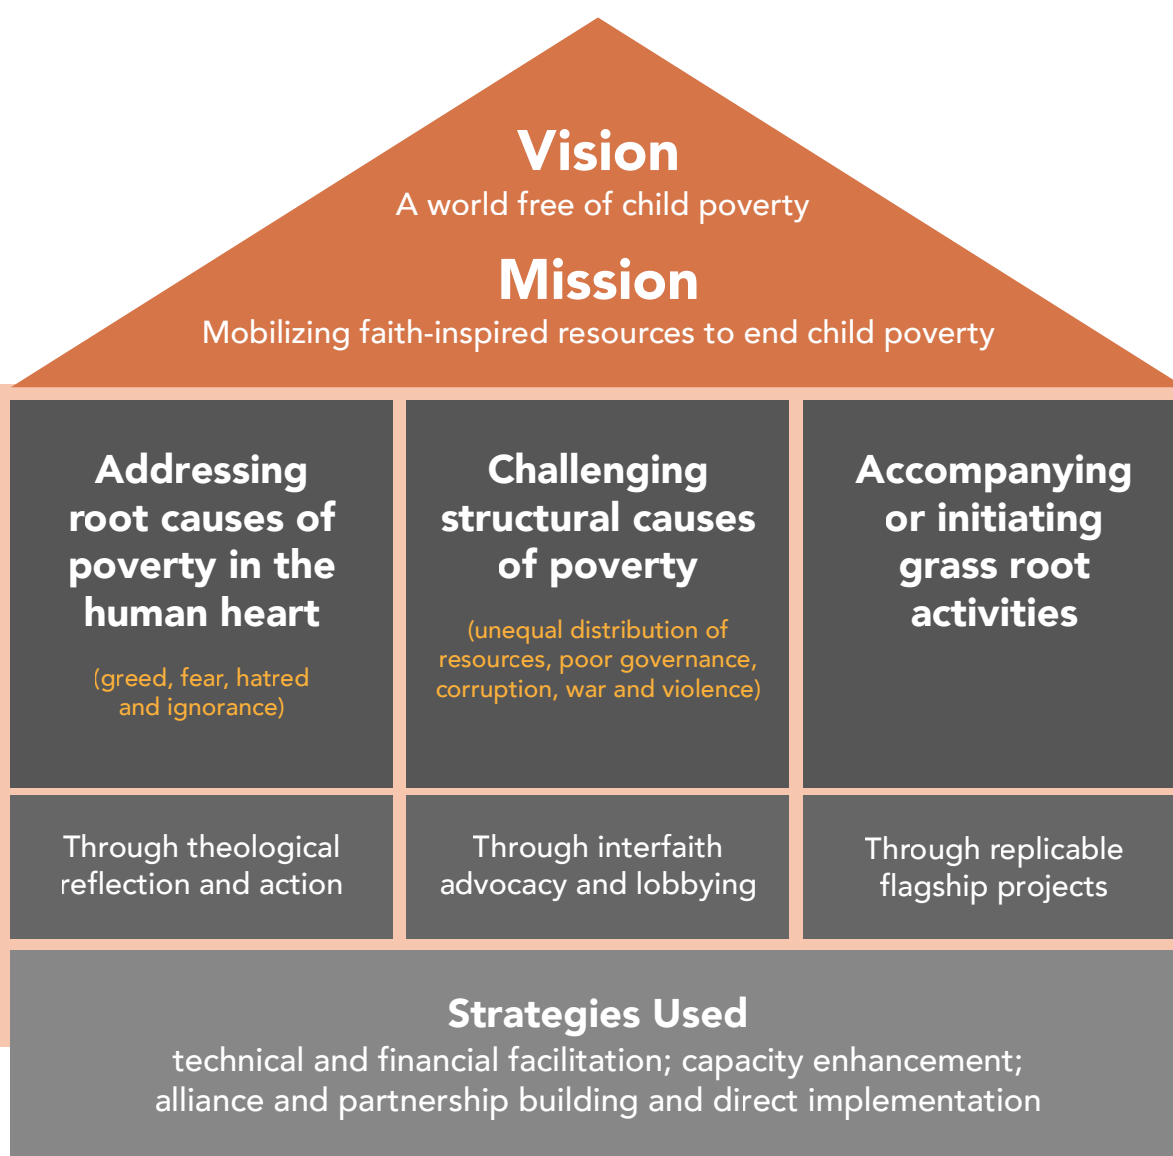 Vision
A world free of child poverty
Mission
Mobilizing faith-inspired resources to end child poverty
Addressing
root causes of
poverty in the
human heart
(greed, fear, hatred
and ignorance)
Through theological
reflection and action
Challenging
structural causes
of poverty
(unequal distribution of
resources, poor governance,
corruption, war and violence)
Through interfaith
advocacy and lobbying
Accompanying
or initiating
grass root
activities
Through replicable
flagship projects
Strategies Used
technical and financial facilitation; capacity enhancement;
alliance and partnership building and direct implementation